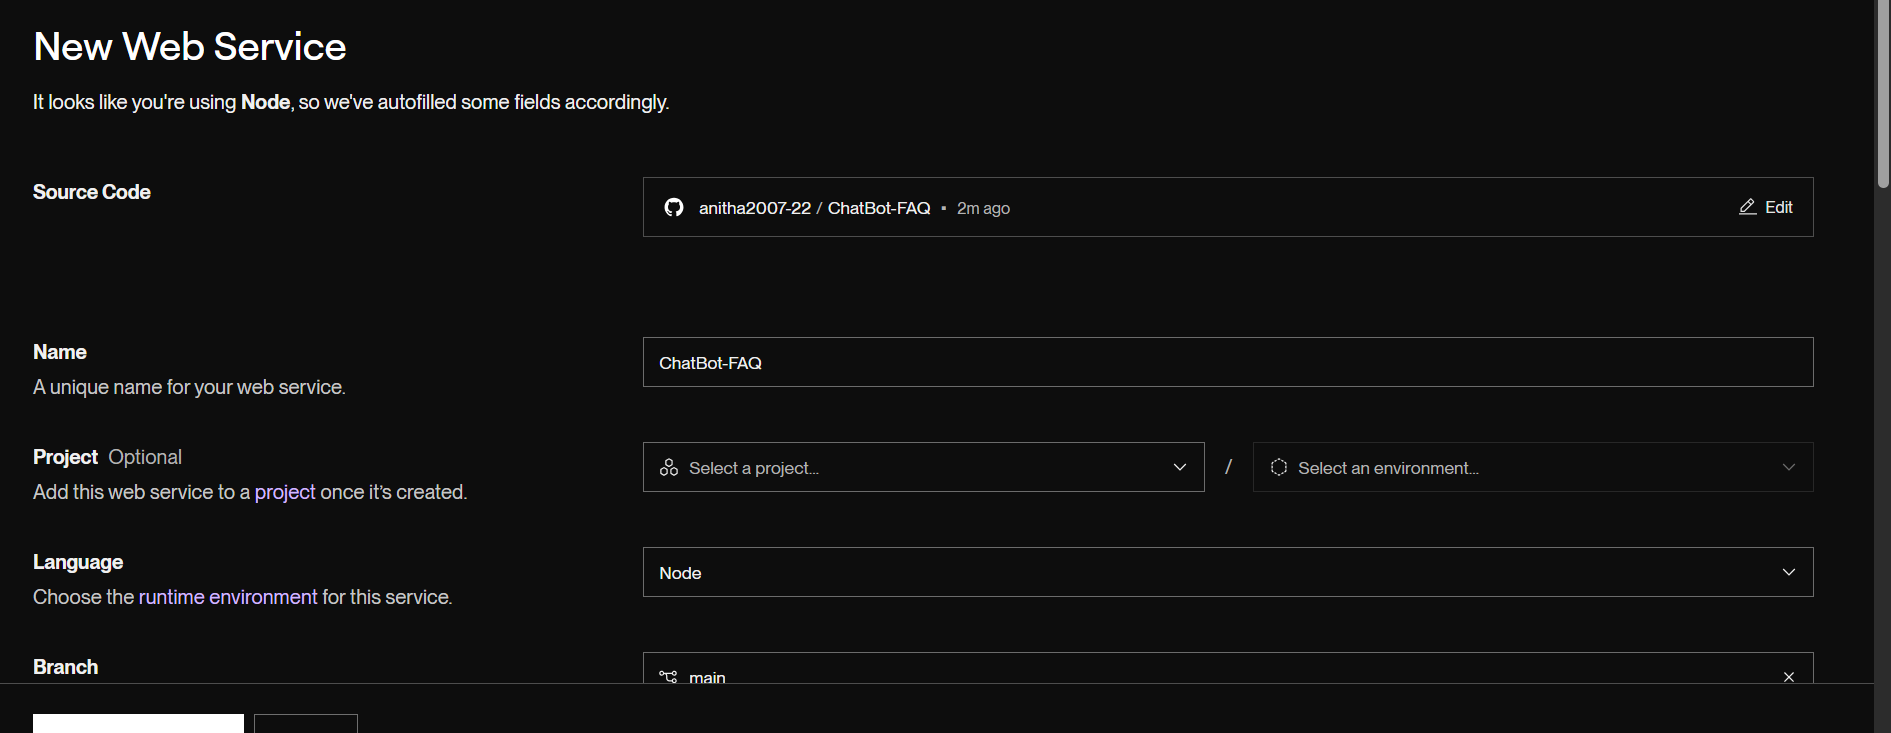 New Web Service
It looks like you're using Node, so we've autofilled some fields accordingly.
Source Code
anitha2007-22 / ChatBot-FAQ ▪ 2m ago
Edit
Name
A unique name for your web service.
ChatBot-FAQ
Project Optional
Add this web service to a project once it’s created.
Select a project...
/
Select an environment...
Language
Choose the runtime environment for this service.
Node
Branch
main